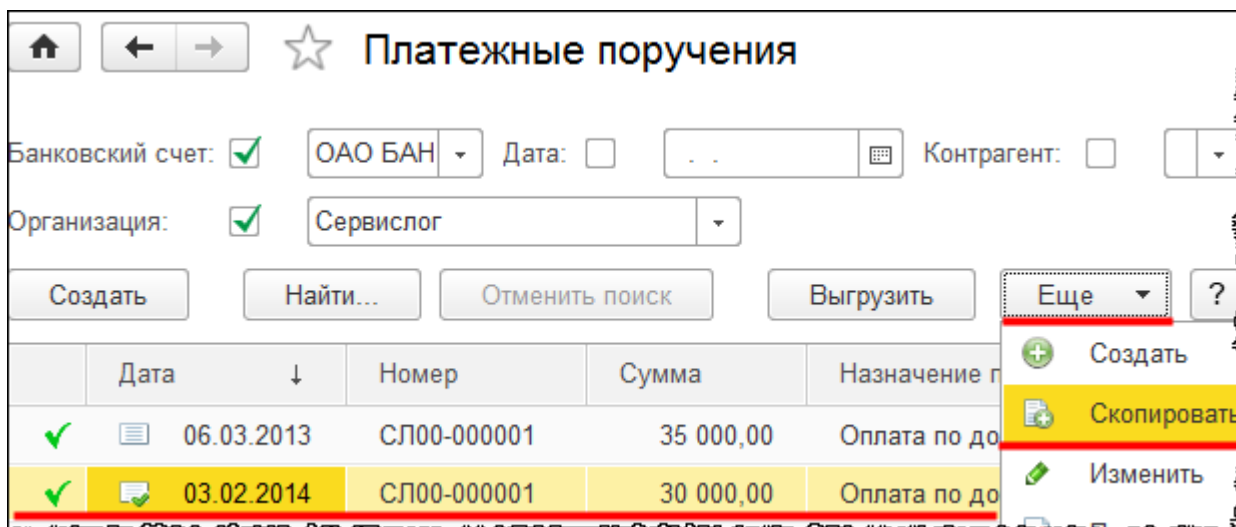 Платежные поручения
Банковский счет: ОАО БАН Дата: . . Контрагент:
Организация: Сервислог
Создать Найти... Отменить поиск Выгрузить Еще ?
Дата ↓ Номер Сумма Назначение п
Создать
Скопировать
06.03.2013 СЛ00-000001 35 000,00 Оплата по до
Изменить
03.02.2014 СЛ00-000001 30 000,00 Оплата по до